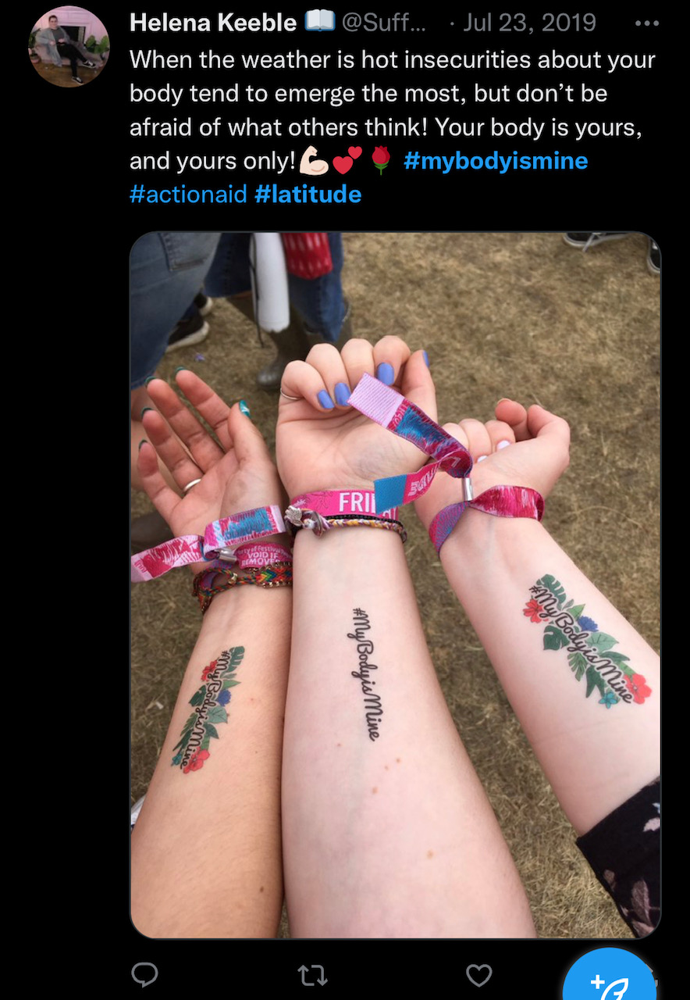 Helena Keeble 📖 @Suff... · Jul 23, 2019
When the weather is hot insecurities about your
body tend to emerge the most, but don’t be
afraid of what others think! Your body is yours,
and yours only!💪🏻💕🌹 #mybodyismine
#actionaid #latitude
FRI
VOID IF
REMOVED
#MyBodyisMine
#MyBodyisMine
#MyBodyisMine